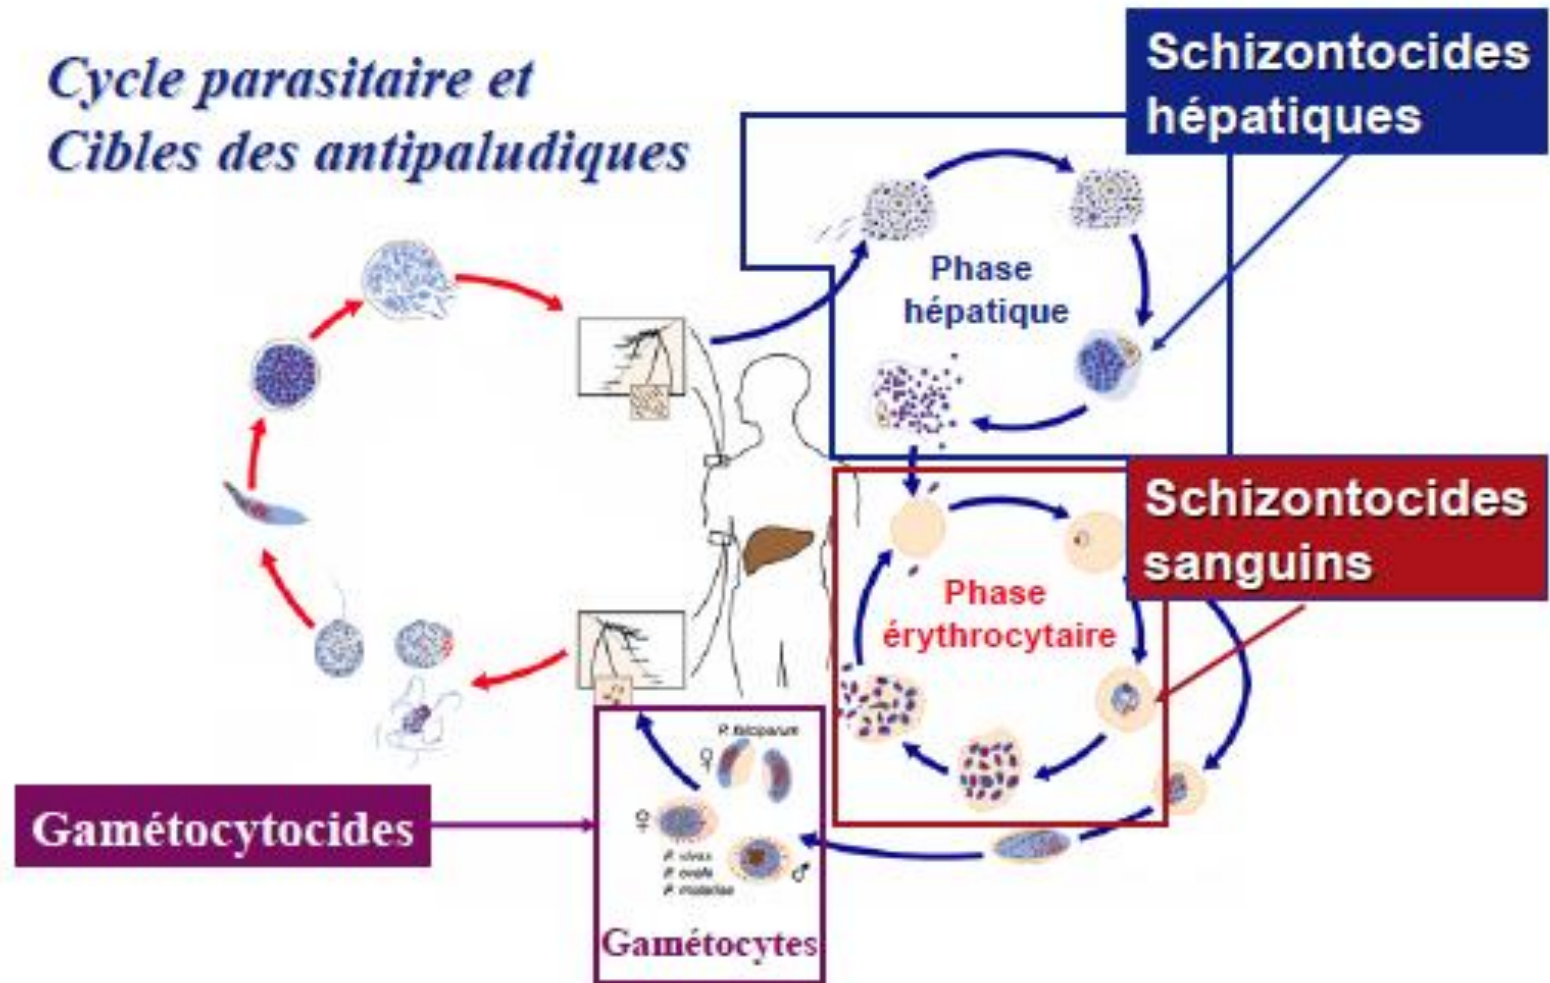 Cycle parasitaire et
Cibles des antipaludiques
Schizontocides
hépatiques
Phase
hépatique
Schizontocides
sanguins
Phase
érythrocytaire
P. falciparum
♀
♀
P. vivax
P. ovale
P. malariae
♂
Gamétocytocides
Gamétocytes